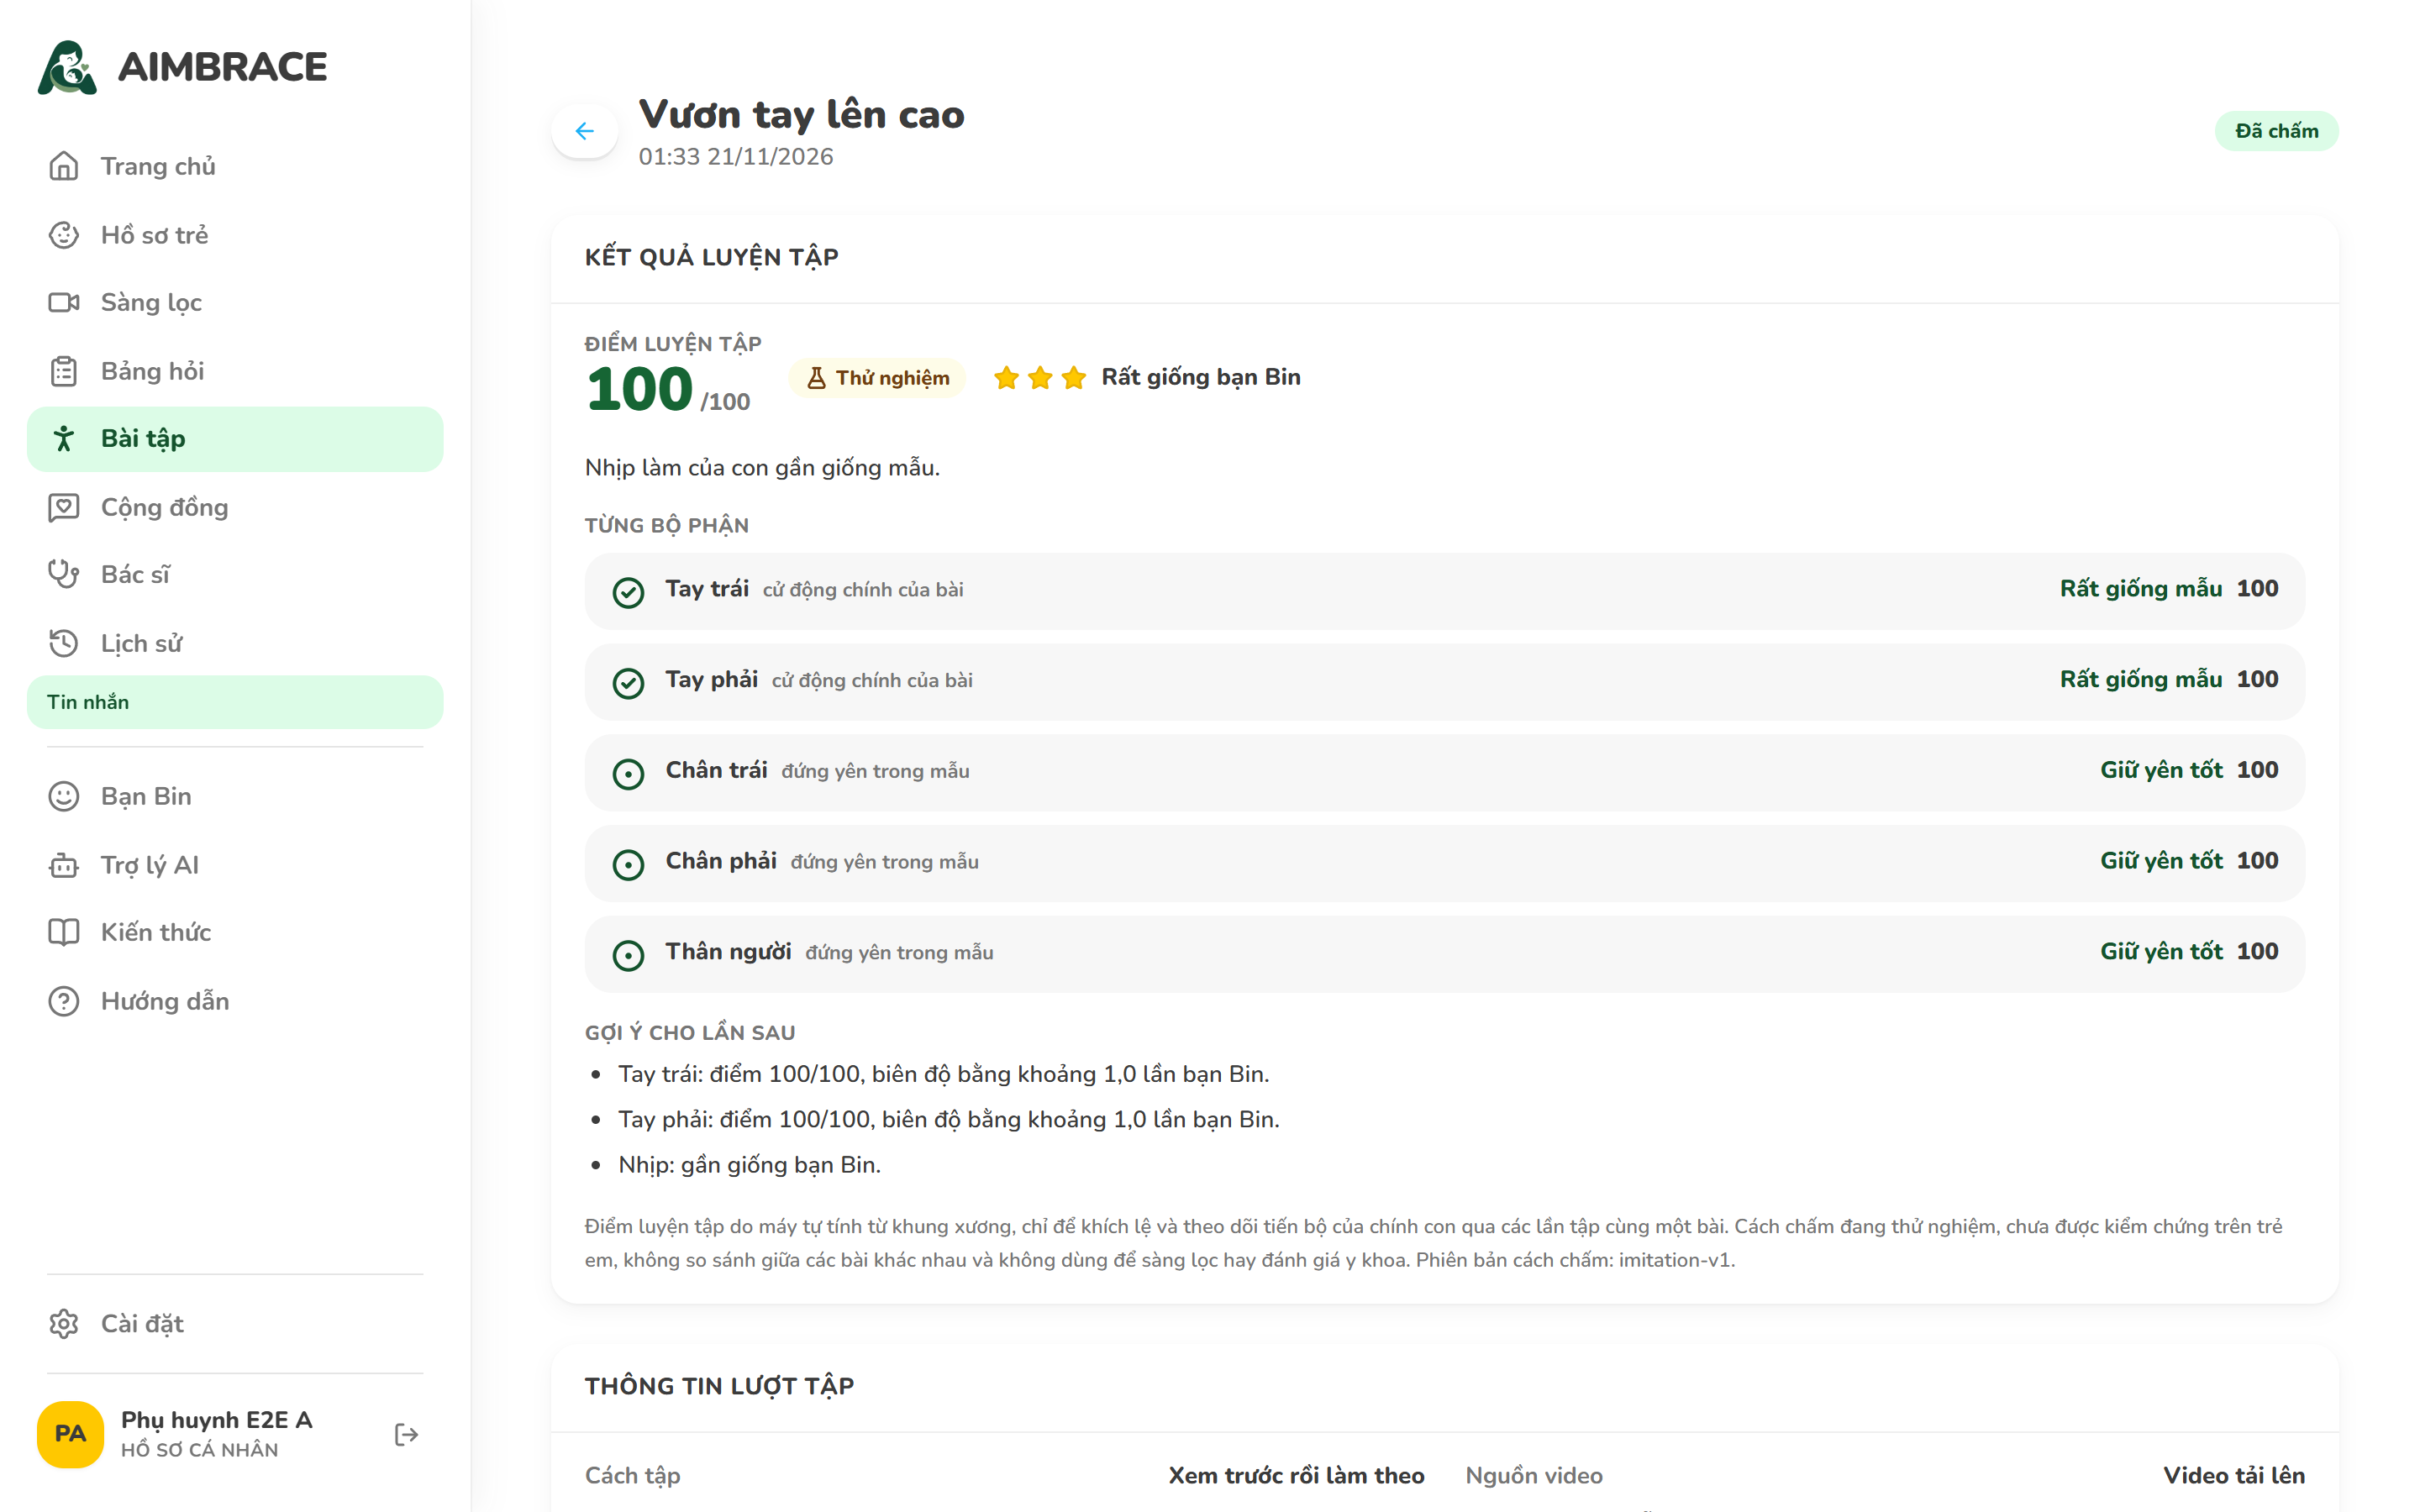 AIMBRACE
Trang chủ
Hồ sơ trẻ
Sàng lọc
Bảng hỏi
Bài tập
Cộng đồng
Bác sĩ
Lịch sử
Tin nhắn
Bạn Bin
Trợ lý AI
Kiến thức
Hướng dẫn
Cài đặt
PA
Phụ huynh E2E A
HỒ SƠ CÁ NHÂN
Vươn tay lên cao
01:33 21/11/2026
Đã chấm
KẾT QUẢ LUYỆN TẬP
ĐIỂM LUYỆN TẬP
100 /100
Thử nghiệm
Rất giống bạn Bin
Nhịp làm của con gần giống mẫu.
TỪNG BỘ PHẬN
Tay trái cử động chính của bài Rất giống mẫu 100
Tay phải cử động chính của bài Rất giống mẫu 100
Chân trái đứng yên trong mẫu Giữ yên tốt 100
Chân phải đứng yên trong mẫu Giữ yên tốt 100
Thân người đứng yên trong mẫu Giữ yên tốt 100
GỢI Ý CHO LẦN SAU
Tay trái: điểm 100/100, biên độ bằng khoảng 1,0 lần bạn Bin.
Tay phải: điểm 100/100, biên độ bằng khoảng 1,0 lần bạn Bin.
Nhịp: gần giống bạn Bin.
Điểm luyện tập do máy tự tính từ khung xương, chỉ để khích lệ và theo dõi tiến bộ của chính con qua các lần tập cùng một bài. Cách chấm đang thử nghiệm, chưa được kiểm chứng trên trẻ
em, không so sánh giữa các bài khác nhau và không dùng để sàng lọc hay đánh giá y khoa. Phiên bản cách chấm: imitation-v1.
THÔNG TIN LƯỢT TẬP
Cách tập Xem trước rồi làm theo Nguồn video Video tải lên